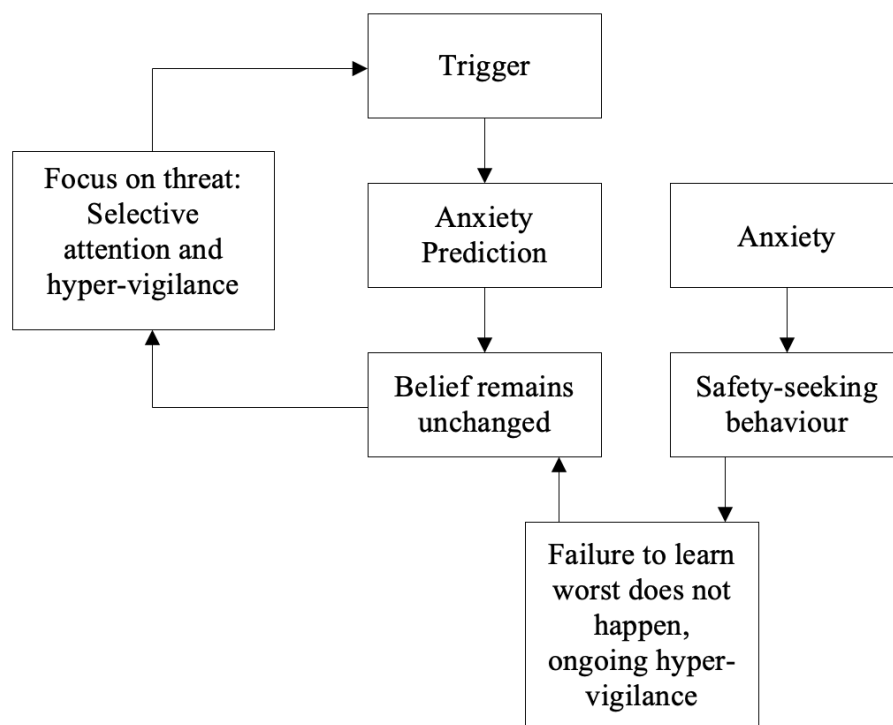 Trigger
Focus on threat:
Selective
attention and
hyper-vigilance
Anxiety
Prediction
Anxiety
Belief remains
unchanged
Safety-seeking
behaviour
Failure to learn
worst does not
happen,
ongoing hyper-
vigilance